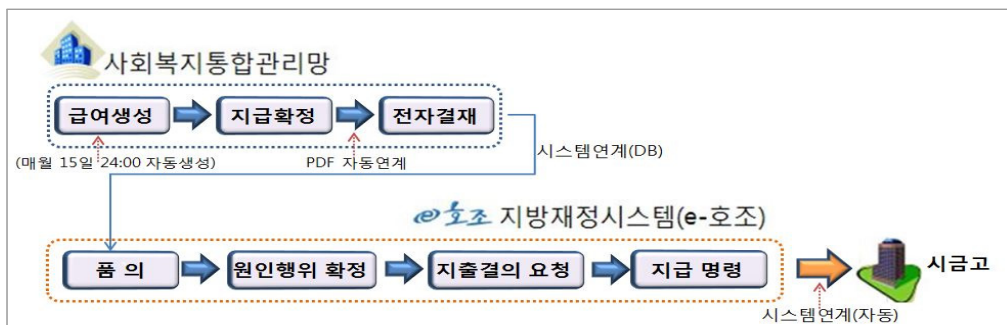 사회복지통합관리망
급여생성
지급확정
전자결재
(매월 15일 24:00 자동생성)
PDF 자동연계
시스템연계(DB)
e호조 지방재정시스템(e-호조)
품 의
원인행위 확정
지출결의 요청
지급 명령
시금고
시스템연계(자동)